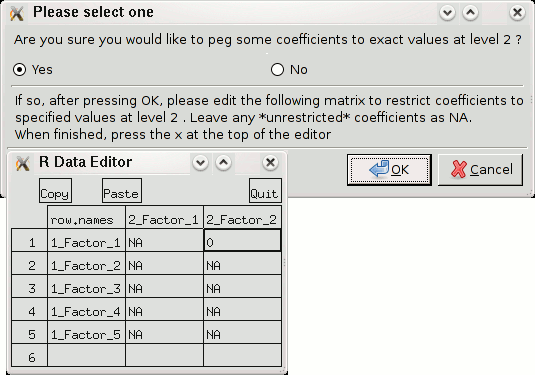 Please select one
Are you sure you would like to peg some coefficients to exact values at level 2 ?
Yes No
If so, after pressing OK, please edit the following matrix to restrict coefficients to
specified values at level 2 . Leave any *unrestricted* coefficients as NA.
When finished, press the x at the top of the editor
OK Cancel
R Data Editor
Copy Paste Quit
row.names 2_Factor_1 2_Factor_2
1 1_Factor_1 NA 0
2 1_Factor_2 NA NA
3 1_Factor_3 NA NA
4 1_Factor_4 NA NA
5 1_Factor_5 NA NA
6